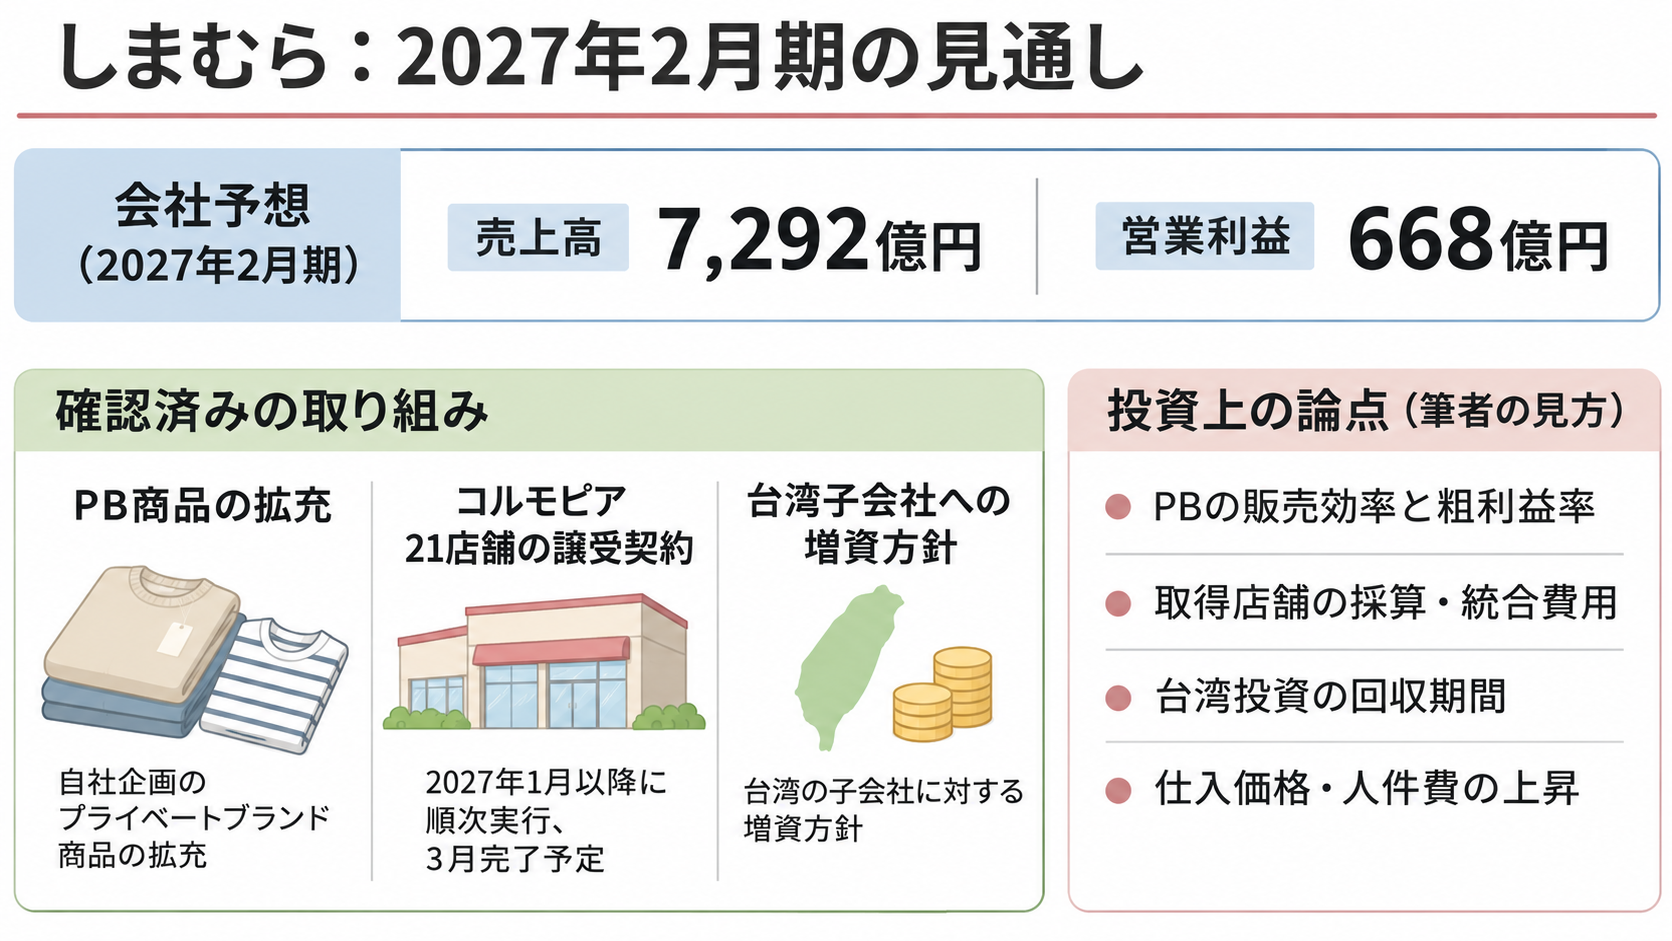 しまむら：2027年2月期の見通し
会社予想
（2027年2月期）
売上高 7,292億円
営業利益 668億円
確認済みの取り組み
PB商品の拡充
自社企画の
プライベートブランド
商品の拡充
コルモピア
21店舗の譲受契約
2027年1月以降に
順次実行、
3月完了予定
台湾子会社への
増資方針
台湾の子会社に対する
増資方針
投資上の論点（筆者の見方）
PBの販売効率と粗利益率
取得店舗の採算・統合費用
台湾投資の回収期間
仕入価格・人件費の上昇